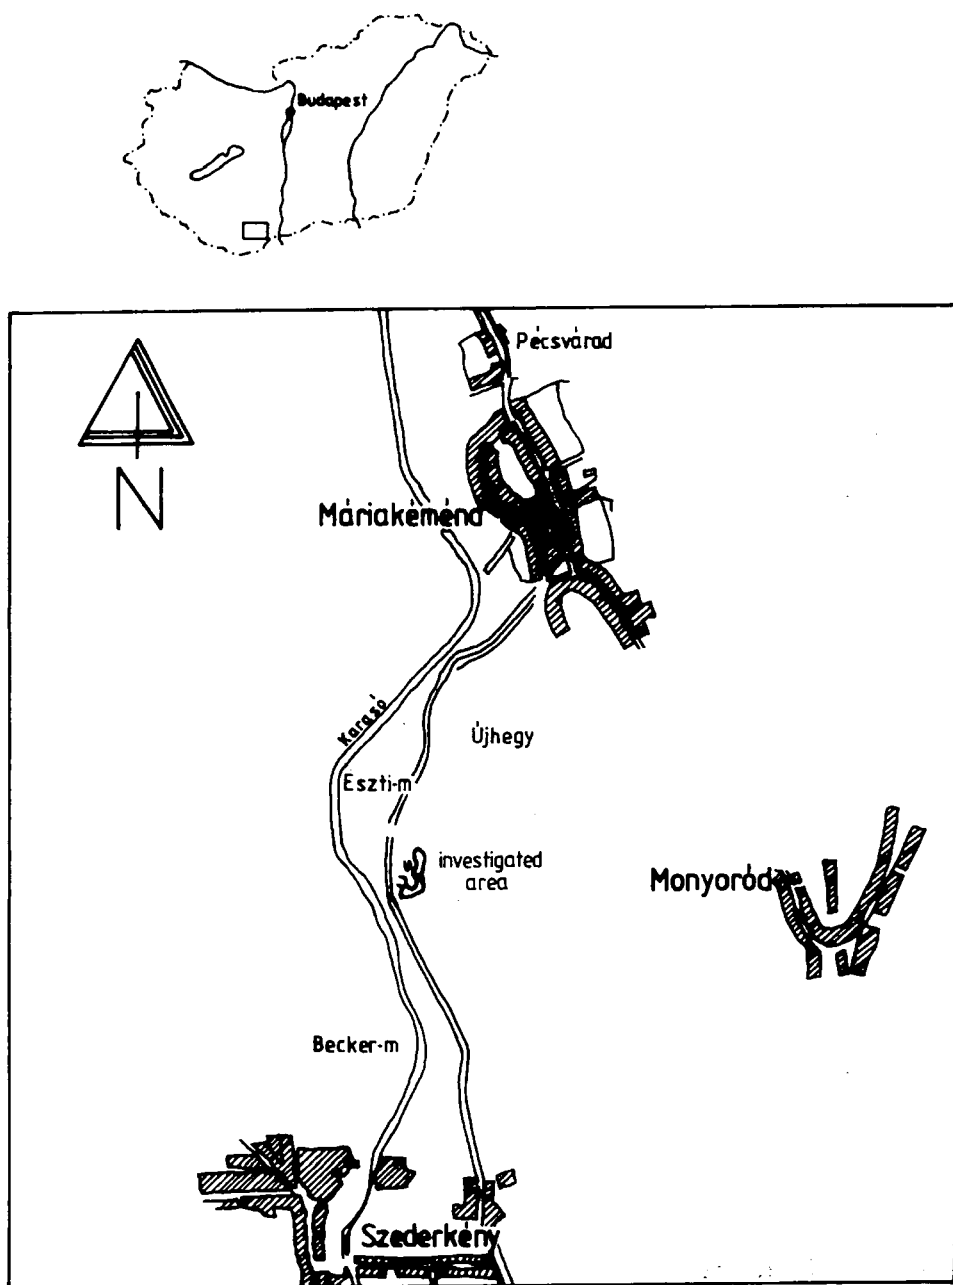 Budapest
Pécsvárad
N
Máriakéménd
Karasó
Újhegy
Eszti-m
investigated
area
Monyoród
Becker-m
Szederkény